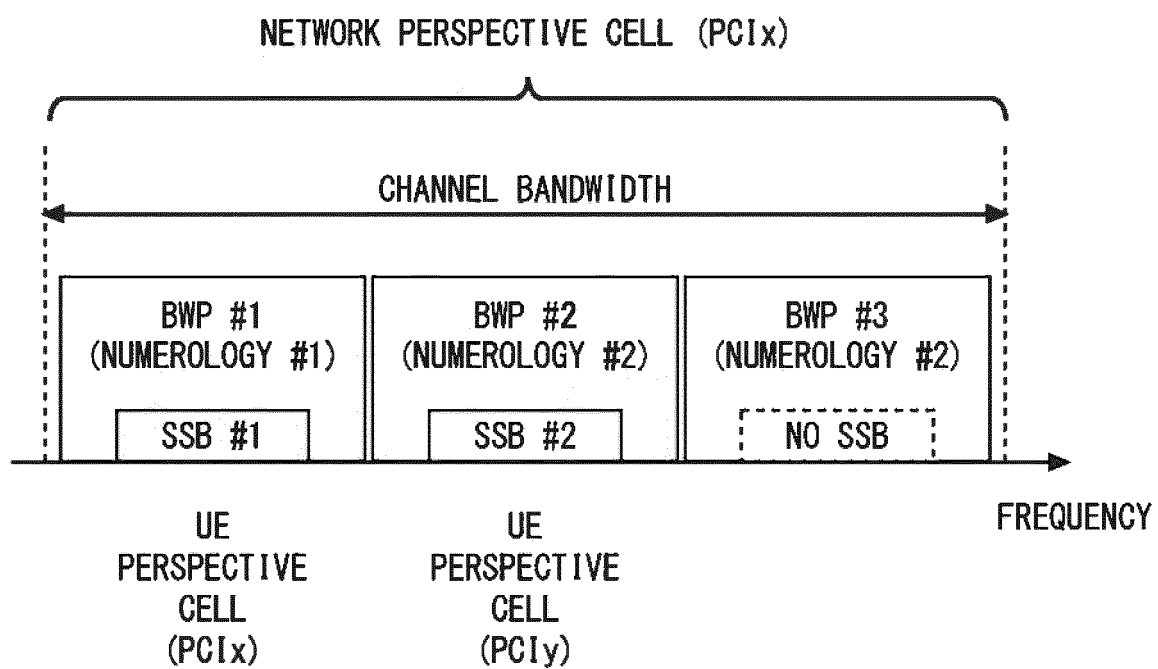 NETWORK PERSPECTIVE CELL (PCIx)
CHANNEL BANDWIDTH
BWP #1
(NUMEROLOGY #1)
SSB #1
BWP #2
(NUMEROLOGY #2)
SSB #2
BWP #3
(NUMEROLOGY #2)
NO SSB
FREQUENCY
UE
PERSPECTIVE
CELL
(PCIx)
UE
PERSPECTIVE
CELL
(PCIy)